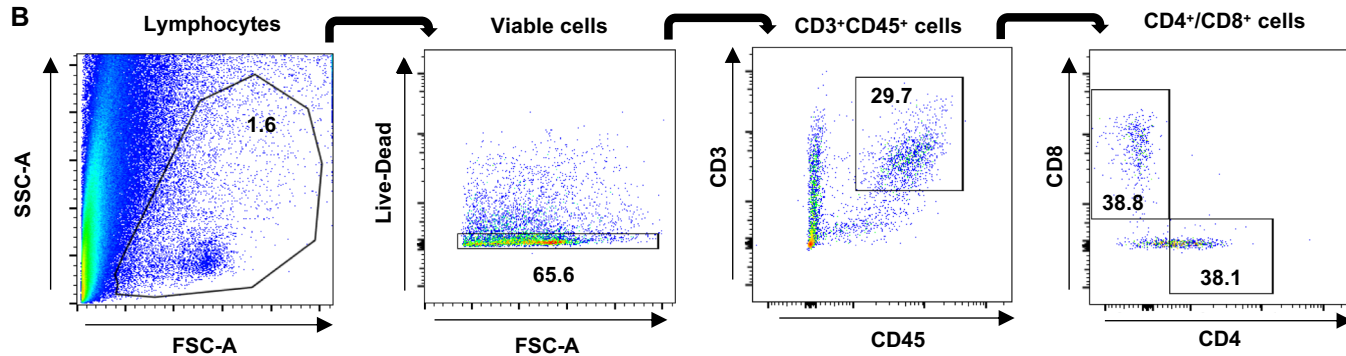 B
Lymphocytes
Viable cells
CD3⁺CD45⁺ cells
CD4⁺/CD8⁺ cells
SSC-A
1.6
FSC-A
Live-Dead
65.6
FSC-A
CD3
29.7
CD45
CD8
38.8
38.1
CD4